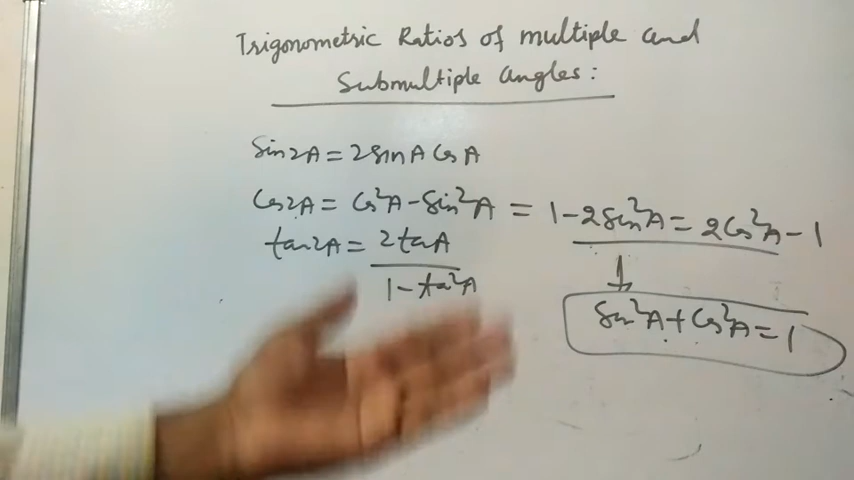 Trigonometric Ratios of multiple and
Submultiple angles:
Sin2A = 2SinA CosA
Cos2A = Cos²A - Sin²A = 1 - 2Sin²A = 2Cos²A - 1
tan2A = 2tanA
1 - tan²A
↓
Sin²A + Cos²A = 1